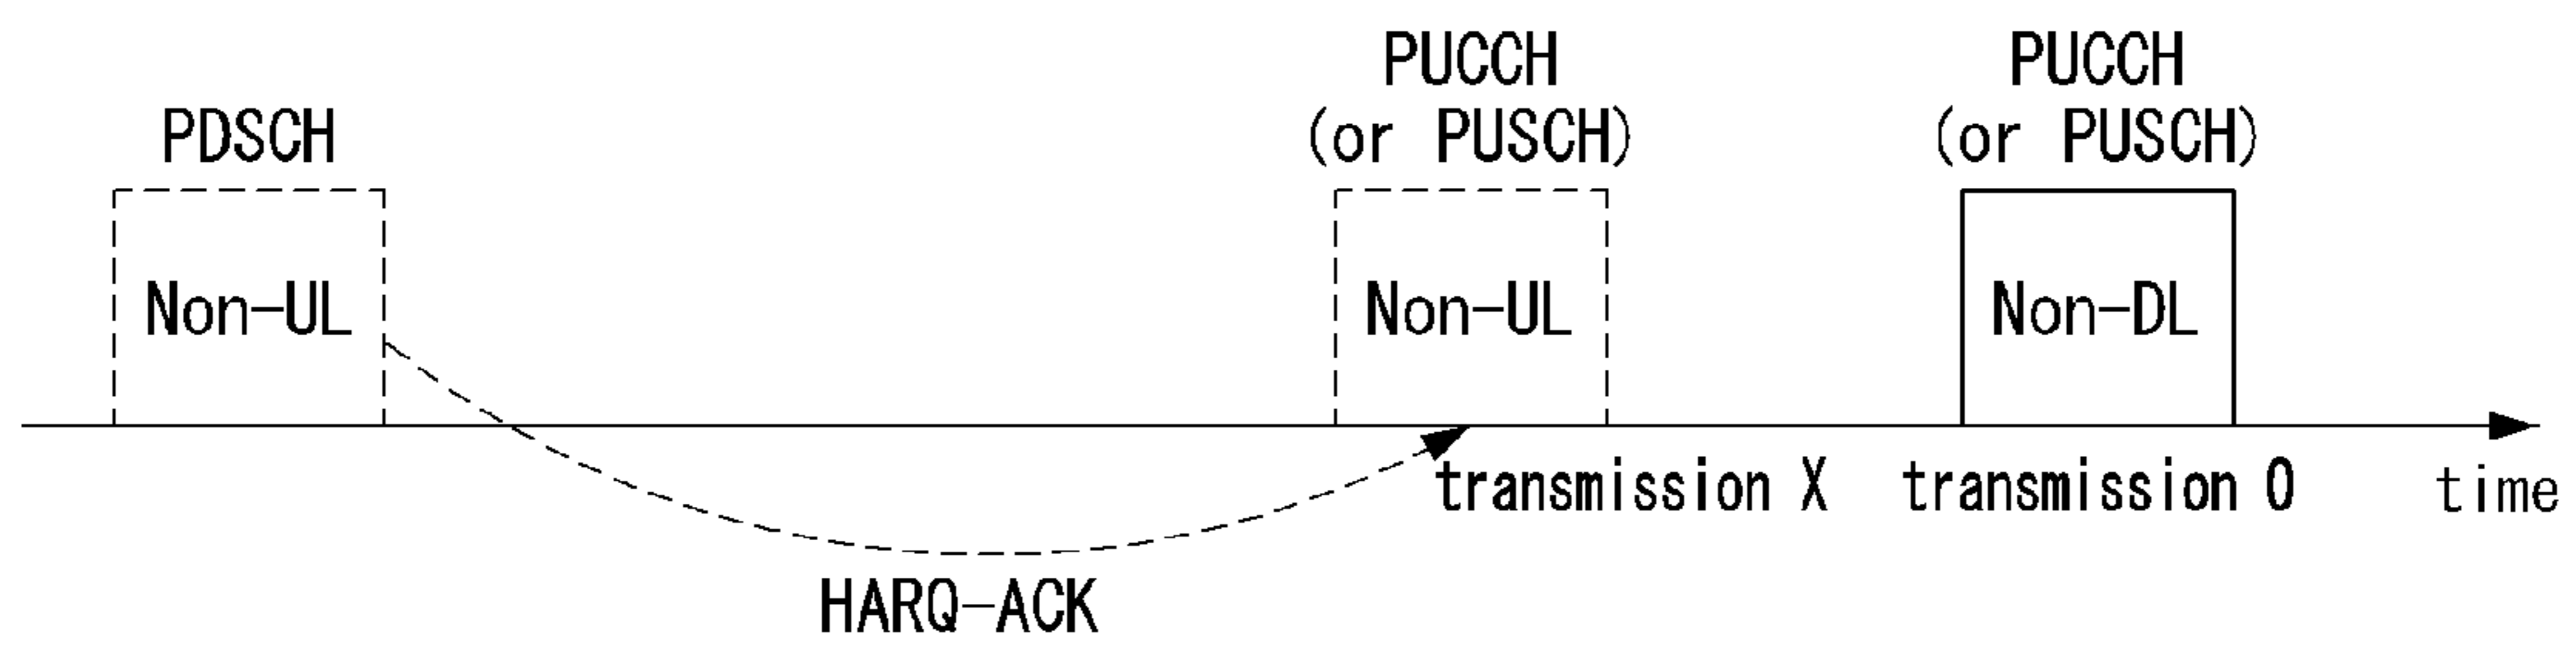 PDSCH
Non-UL
PUCCH
(or PUSCH)
Non-UL
PUCCH
(or PUSCH)
Non-DL
transmission X
transmission O
time
HARQ-ACK